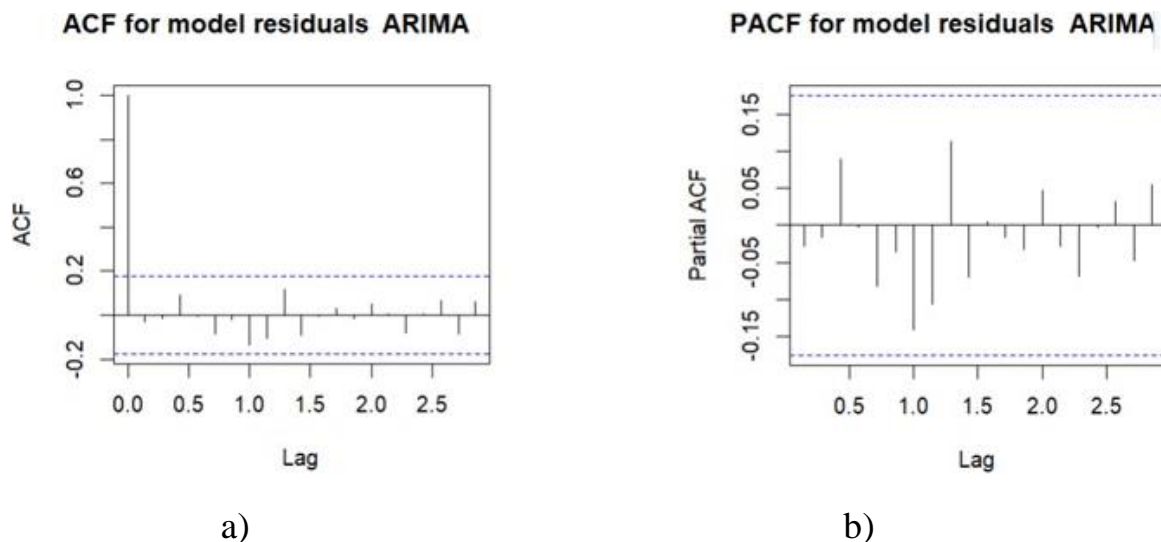 ACF for model residuals ARIMA
ACF
1.0
0.6
0.2
-0.2
0.0 0.5 1.0 1.5 2.0 2.5
Lag
a)
PACF for model residuals ARIMA
Partial ACF
0.15
0.05
-0.05
-0.15
0.5 1.0 1.5 2.0 2.5
Lag
b)